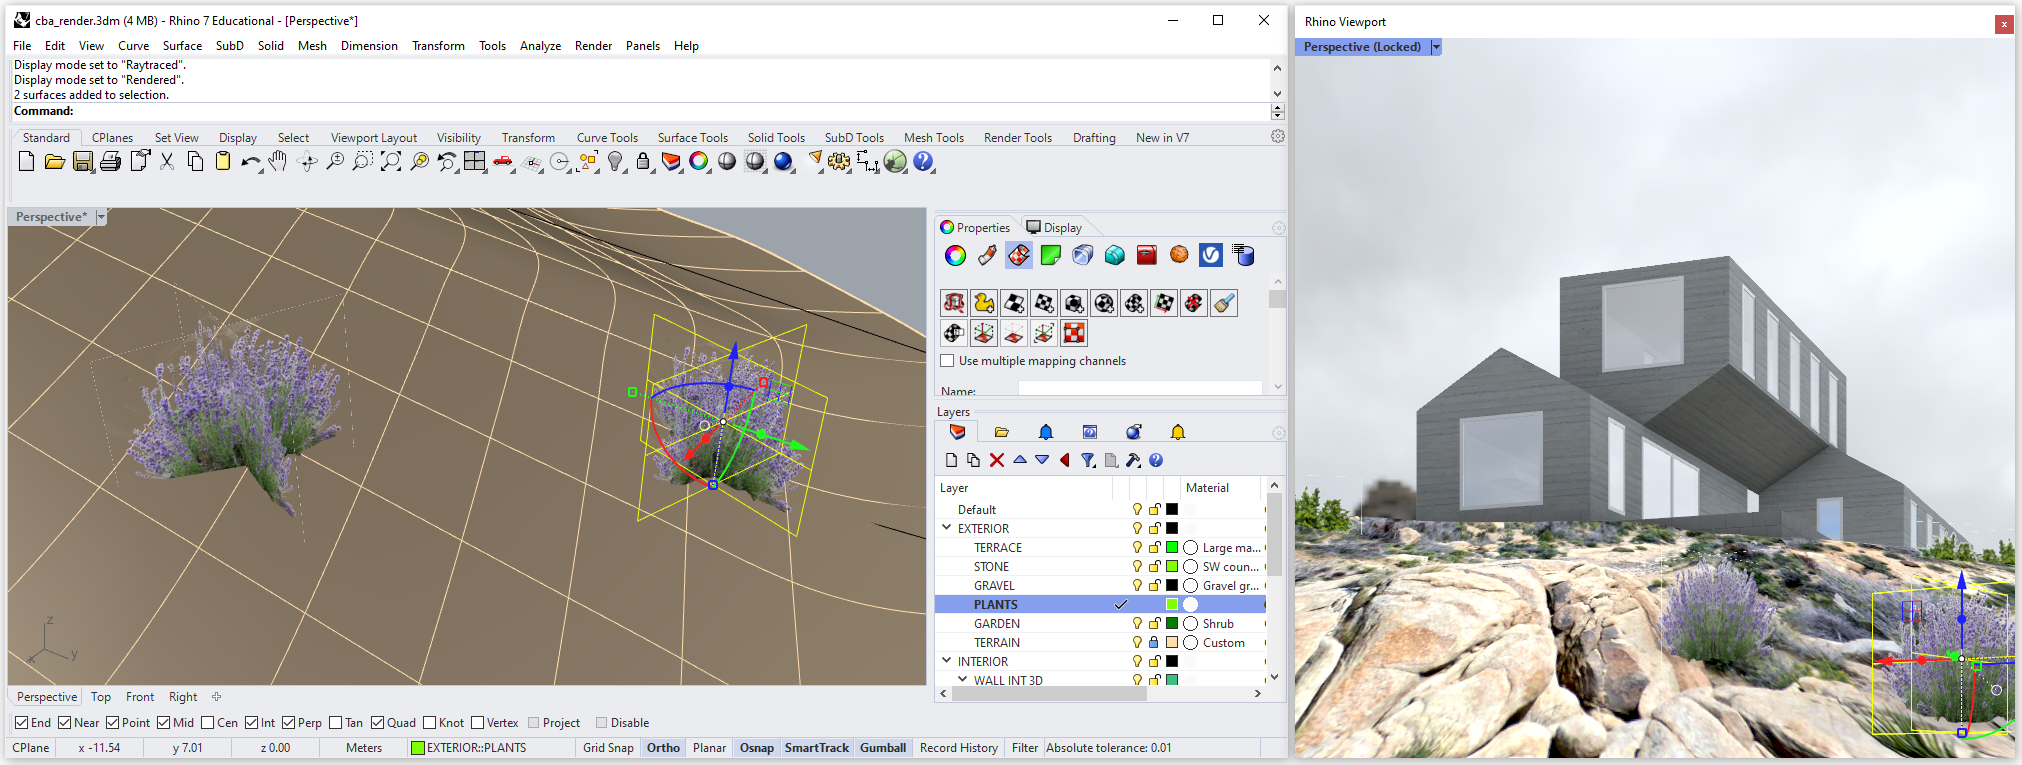 cba_render.3dm (4 MB) - Rhino 7 Educational - [Perspective*]
File Edit View Curve Surface SubD Solid Mesh Dimension Transform Tools Analyze Render Panels Help
Display mode set to "Raytraced".
Display mode set to "Rendered".
2 surfaces added to selection.
Command:
Standard CPlanes Set View Display Select Viewport Layout Visibility Transform Curve Tools Surface Tools Solid Tools SubD Tools Mesh Tools Render Tools Drafting New in V7
Perspective*
z
x
y
Properties Display
Use multiple mapping channels
Name:
Layers
Layer Material
Default
EXTERIOR
TERRACE Large ma...
STONE SW coun...
GRAVEL Gravel gr...
PLANTS
GARDEN Shrub
TERRAIN Custom
INTERIOR
WALL INT 3D
Perspective Top Front Right
End Near Point Mid Cen Int Perp Tan Quad Knot Vertex Project Disable
CPlane x -11.54 y 7.01 z 0.00 Meters EXTERIOR::PLANTS Grid Snap Ortho Planar Osnap SmartTrack Gumball Record History Filter Absolute tolerance: 0.01
Rhino Viewport
Perspective (Locked)